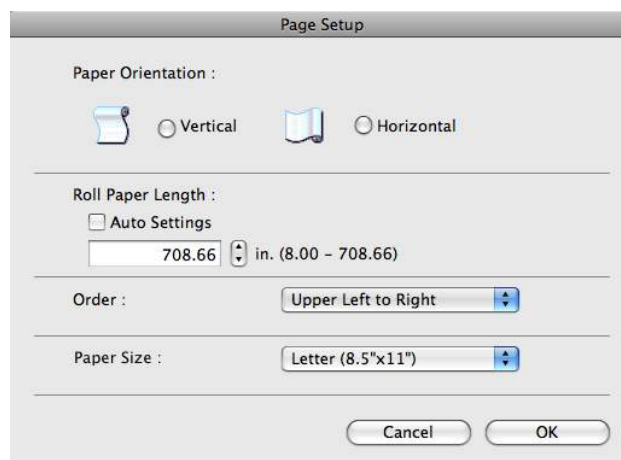 Page Setup
Paper Orientation :
Vertical Horizontal
Roll Paper Length :
Auto Settings
708.66 in. (8.00 – 708.66)
Order : Upper Left to Right
Paper Size : Letter (8.5"x11")
Cancel OK